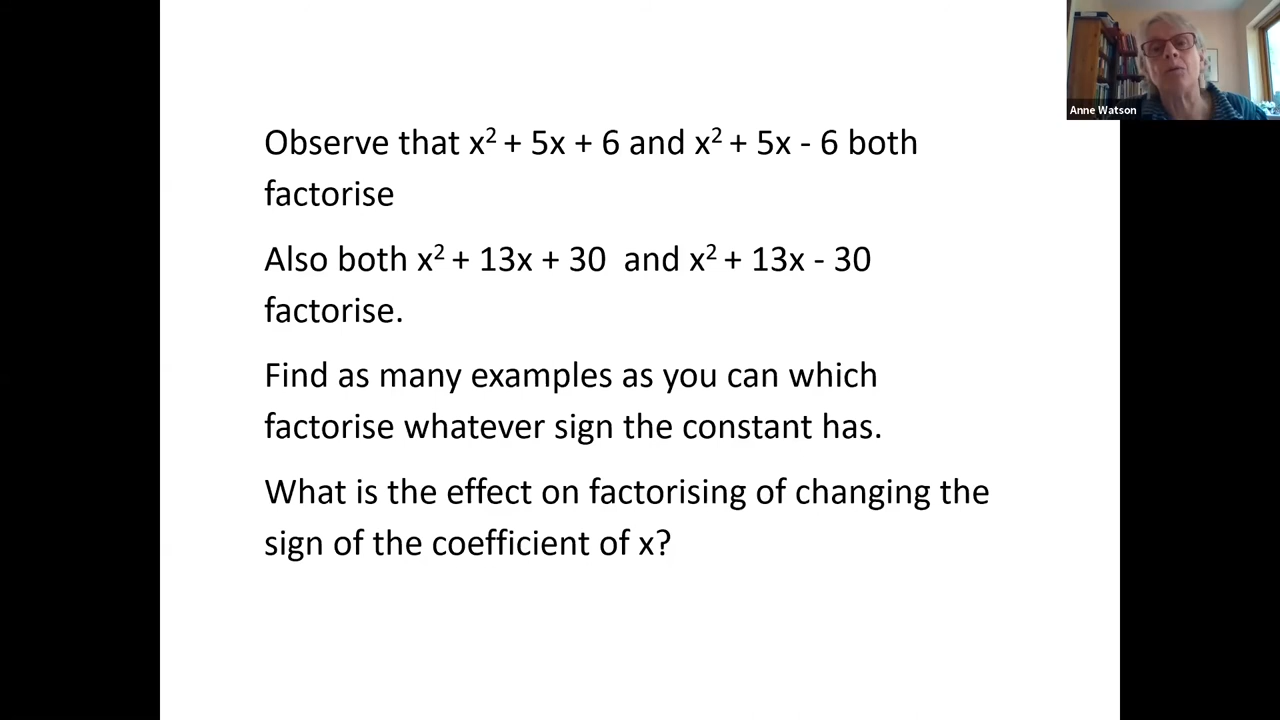 Observe that x² + 5x + 6 and x² + 5x - 6 both
factorise
Also both x² + 13x + 30 and x² + 13x - 30
factorise.
Find as many examples as you can which
factorise whatever sign the constant has.
What is the effect on factorising of changing the
sign of the coefficient of x?
Anne Watson